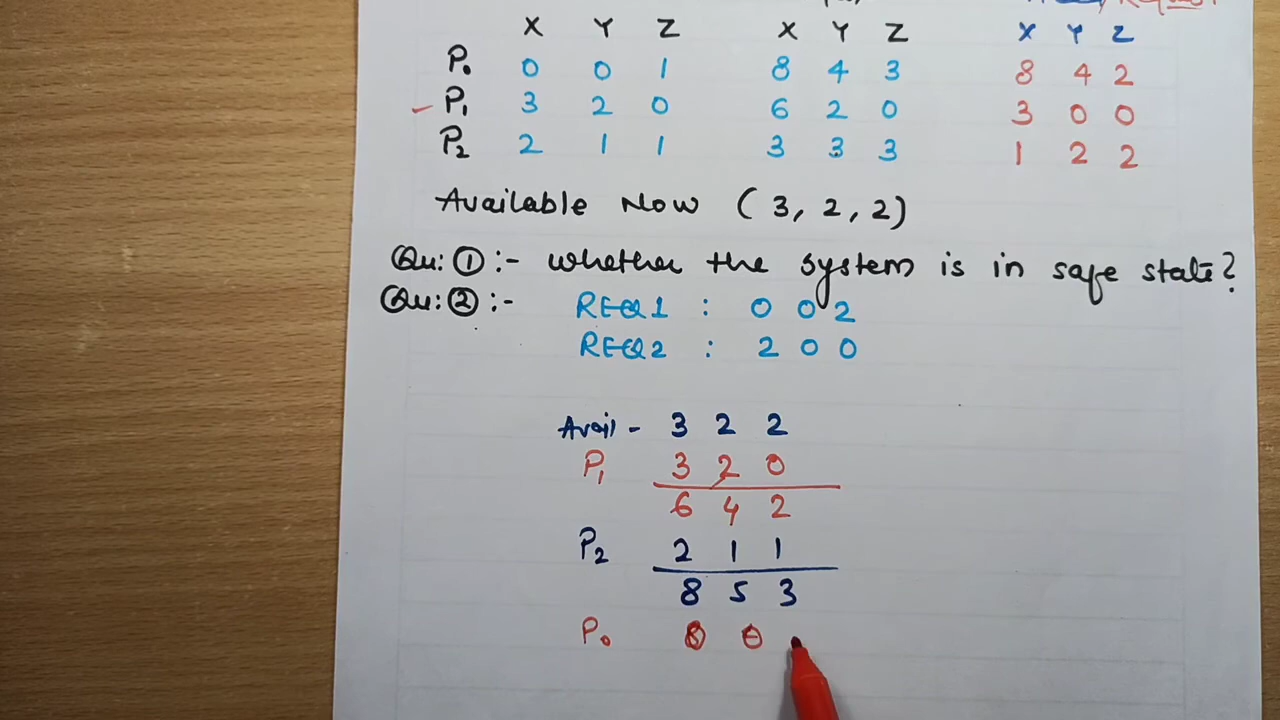 X Y Z X Y Z X Y Z
P0 0 0 1 8 4 3 8 4 2
P1 3 2 0 6 2 0 3 0 0
P2 2 1 1 3 3 3 1 2 2
Available Now (3, 2, 2)
Qu: ① :- whether the system is in safe state?
Qu: ② :- REQ1 : 0 0 2
REQ2 : 2 0 0
Avail - 3 2 2
P1 3 2 0
6 4 2
P2 2 1 1
8 5 3
P0 0 0